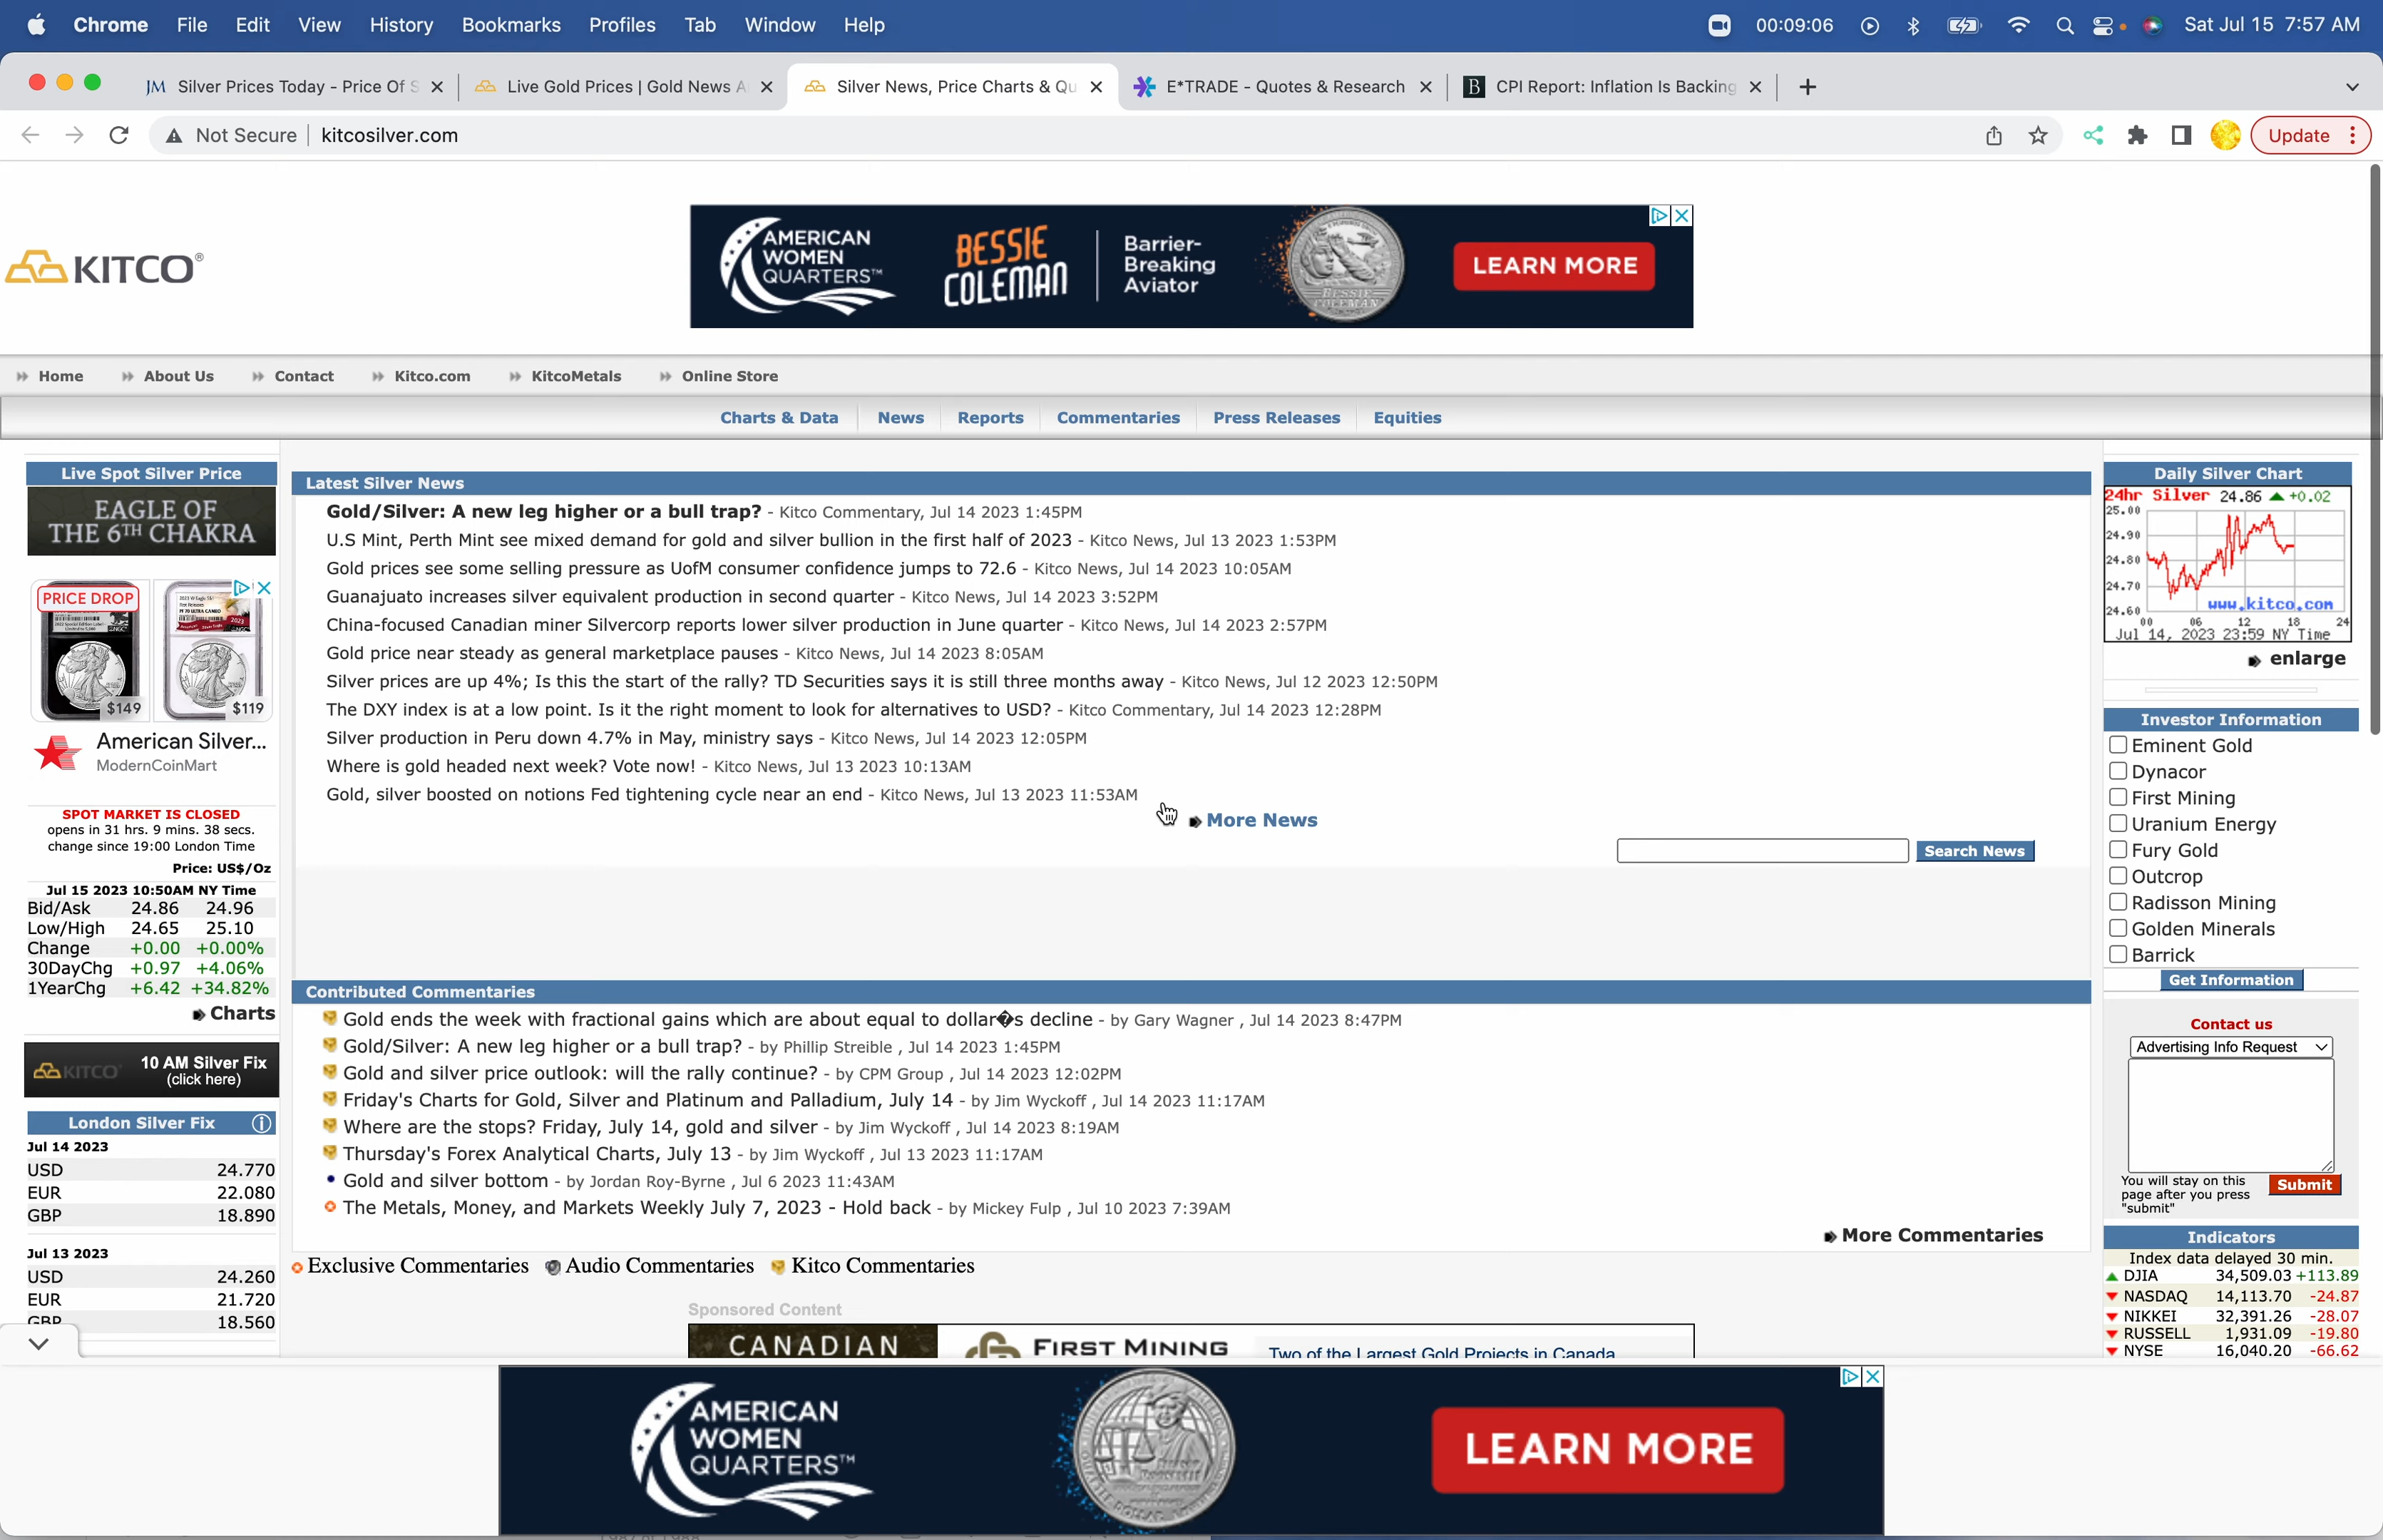 Chrome File Edit View History Bookmarks Profiles Tab Window Help 00:09:06 Sat Jul 15 7:57 AM
JM Silver Prices Today - Price Of S Live Gold Prices | Gold News A Silver News, Price Charts & Qu E*TRADE - Quotes & Research B CPI Report: Inflation Is Backing
Not Secure kitcosilver.com Update
KITCO®
AMERICAN WOMEN QUARTERS™ BESSIE COLEMAN Barrier-Breaking Aviator LEARN MORE
BESSIE COLEMAN
Home About Us Contact Kitco.com KitcoMetals Online Store
Charts & Data News Reports Commentaries Press Releases Equities
Live Spot Silver Price
EAGLE OF
THE 6TH CHAKRA
PRICE DROP
2023
$149 $119
American Silver...
ModernCoinMart
SPOT MARKET IS CLOSED
opens in 31 hrs. 9 mins. 38 secs.
change since 19:00 London Time
Price: US$/Oz
Jul 15 2023 10:50AM NY Time
Bid/Ask 24.86 24.96
Low/High 24.65 25.10
Change +0.00 +0.00%
30DayChg +0.97 +4.06%
1YearChg +6.42 +34.82%
Charts
KITCO 10 AM Silver Fix
(click here)
London Silver Fix
Jul 14 2023
USD 24.770
EUR 22.080
GBP 18.890
Jul 13 2023
USD 24.260
EUR 21.720
GBP 18.560
Latest Silver News
Gold/Silver: A new leg higher or a bull trap? - Kitco Commentary, Jul 14 2023 1:45PM
U.S Mint, Perth Mint see mixed demand for gold and silver bullion in the first half of 2023 - Kitco News, Jul 13 2023 1:53PM
Gold prices see some selling pressure as UofM consumer confidence jumps to 72.6 - Kitco News, Jul 14 2023 10:05AM
Guanajuato increases silver equivalent production in second quarter - Kitco News, Jul 14 2023 3:52PM
China-focused Canadian miner Silvercorp reports lower silver production in June quarter - Kitco News, Jul 14 2023 2:57PM
Gold price near steady as general marketplace pauses - Kitco News, Jul 14 2023 8:05AM
Silver prices are up 4%; Is this the start of the rally? TD Securities says it is still three months away - Kitco News, Jul 12 2023 12:50PM
The DXY index is at a low point. Is it the right moment to look for alternatives to USD? - Kitco Commentary, Jul 14 2023 12:28PM
Silver production in Peru down 4.7% in May, ministry says - Kitco News, Jul 14 2023 12:05PM
Where is gold headed next week? Vote now! - Kitco News, Jul 13 2023 10:13AM
Gold, silver boosted on notions Fed tightening cycle near an end - Kitco News, Jul 13 2023 11:53AM
More News
Search News
Contributed Commentaries
Gold ends the week with fractional gains which are about equal to dollar�s decline - by Gary Wagner , Jul 14 2023 8:47PM
Gold/Silver: A new leg higher or a bull trap? - by Phillip Streible , Jul 14 2023 1:45PM
Gold and silver price outlook: will the rally continue? - by CPM Group , Jul 14 2023 12:02PM
Friday's Charts for Gold, Silver and Platinum and Palladium, July 14 - by Jim Wyckoff , Jul 14 2023 11:17AM
Where are the stops? Friday, July 14, gold and silver - by Jim Wyckoff , Jul 14 2023 8:19AM
Thursday's Forex Analytical Charts, July 13 - by Jim Wyckoff , Jul 13 2023 11:17AM
Gold and silver bottom - by Jordan Roy-Byrne , Jul 6 2023 11:43AM
The Metals, Money, and Markets Weekly July 7, 2023 - Hold back - by Mickey Fulp , Jul 10 2023 7:39AM
More Commentaries
Exclusive Commentaries Audio Commentaries Kitco Commentaries
Sponsored Content
CANADIAN FIRST MINING Two of the Largest Gold Projects in Canada
Daily Silver Chart
24hr Silver 24.86 +0.02
25.00
24.90
24.80
24.70
24.60
www.kitco.com
00 06 12 18 24
Jul 14, 2023 23:59 NY Time
enlarge
Investor Information
Eminent Gold
Dynacor
First Mining
Uranium Energy
Fury Gold
Outcrop
Radisson Mining
Golden Minerals
Barrick
Get Information
Contact us
Advertising Info Request
You will stay on this
page after you press
"submit"
Submit
Indicators
Index data delayed 30 min.
DJIA 34,509.03 +113.89
NASDAQ 14,113.70 -24.87
NIKKEI 32,391.26 -28.07
RUSSELL 1,931.09 -19.80
NYSE 16,040.20 -66.62
AMERICAN
WOMEN
QUARTERS™
LEARN MORE